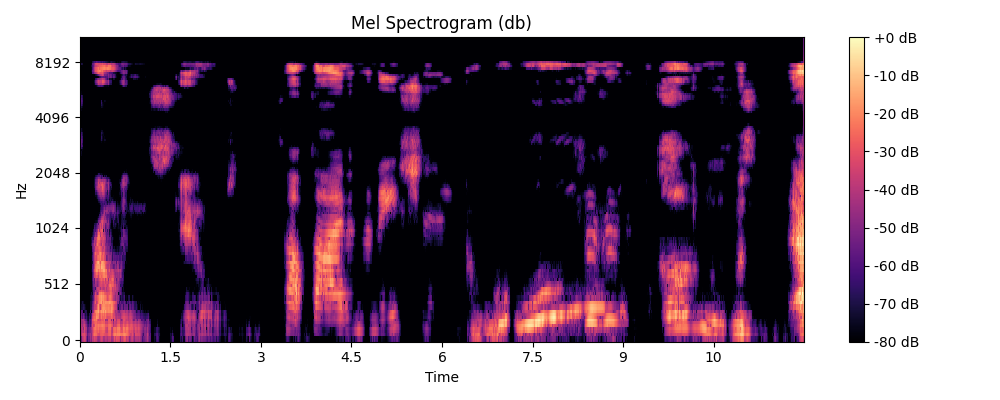 Mel Spectrogram (db)
+0 dB
8192
-10 dB
4096
-20 dB
-30 dB
2048
-40 dB
Hz
1024
-50 dB
-60 dB
512
-70 dB
0
-80 dB
0 1.5 3 4.5 6 7.5 9 10
Time